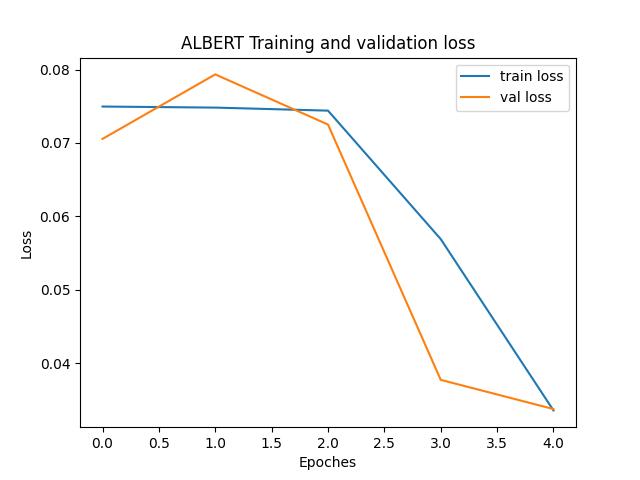 ALBERT Training and validation loss
train loss
val loss
0.08
0.07
0.06
0.05
0.04
Loss
0.0 0.5 1.0 1.5 2.0 2.5 3.0 3.5 4.0
Epoches